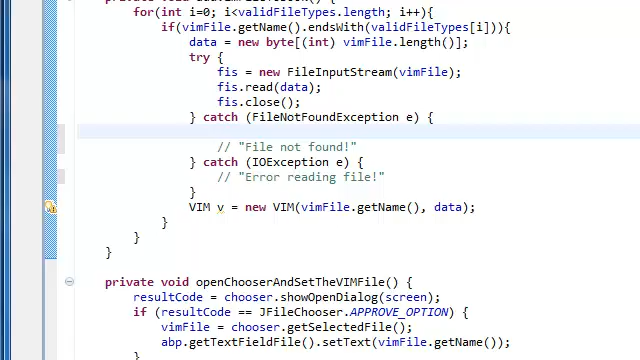 for(int i=0; i<validFileTypes.length; i++){
if(vimFile.getName().endsWith(validFileTypes[i])){
data = new byte[(int) vimFile.length()];
try {
fis = new FileInputStream(vimFile);
fis.read(data);
fis.close();
} catch (FileNotFoundException e) {
// "File not found!"
} catch (IOException e) {
// "Error reading file!"
}
VIM v = new VIM(vimFile.getName(), data);
}
}
}
private void openChooserAndSetTheVIMFile() {
resultCode = chooser.showOpenDialog(screen);
if (resultCode == JFileChooser.APPROVE_OPTION) {
vimFile = chooser.getSelectedFile();
abp.getTextFieldFile().setText(vimFile.getName());
}